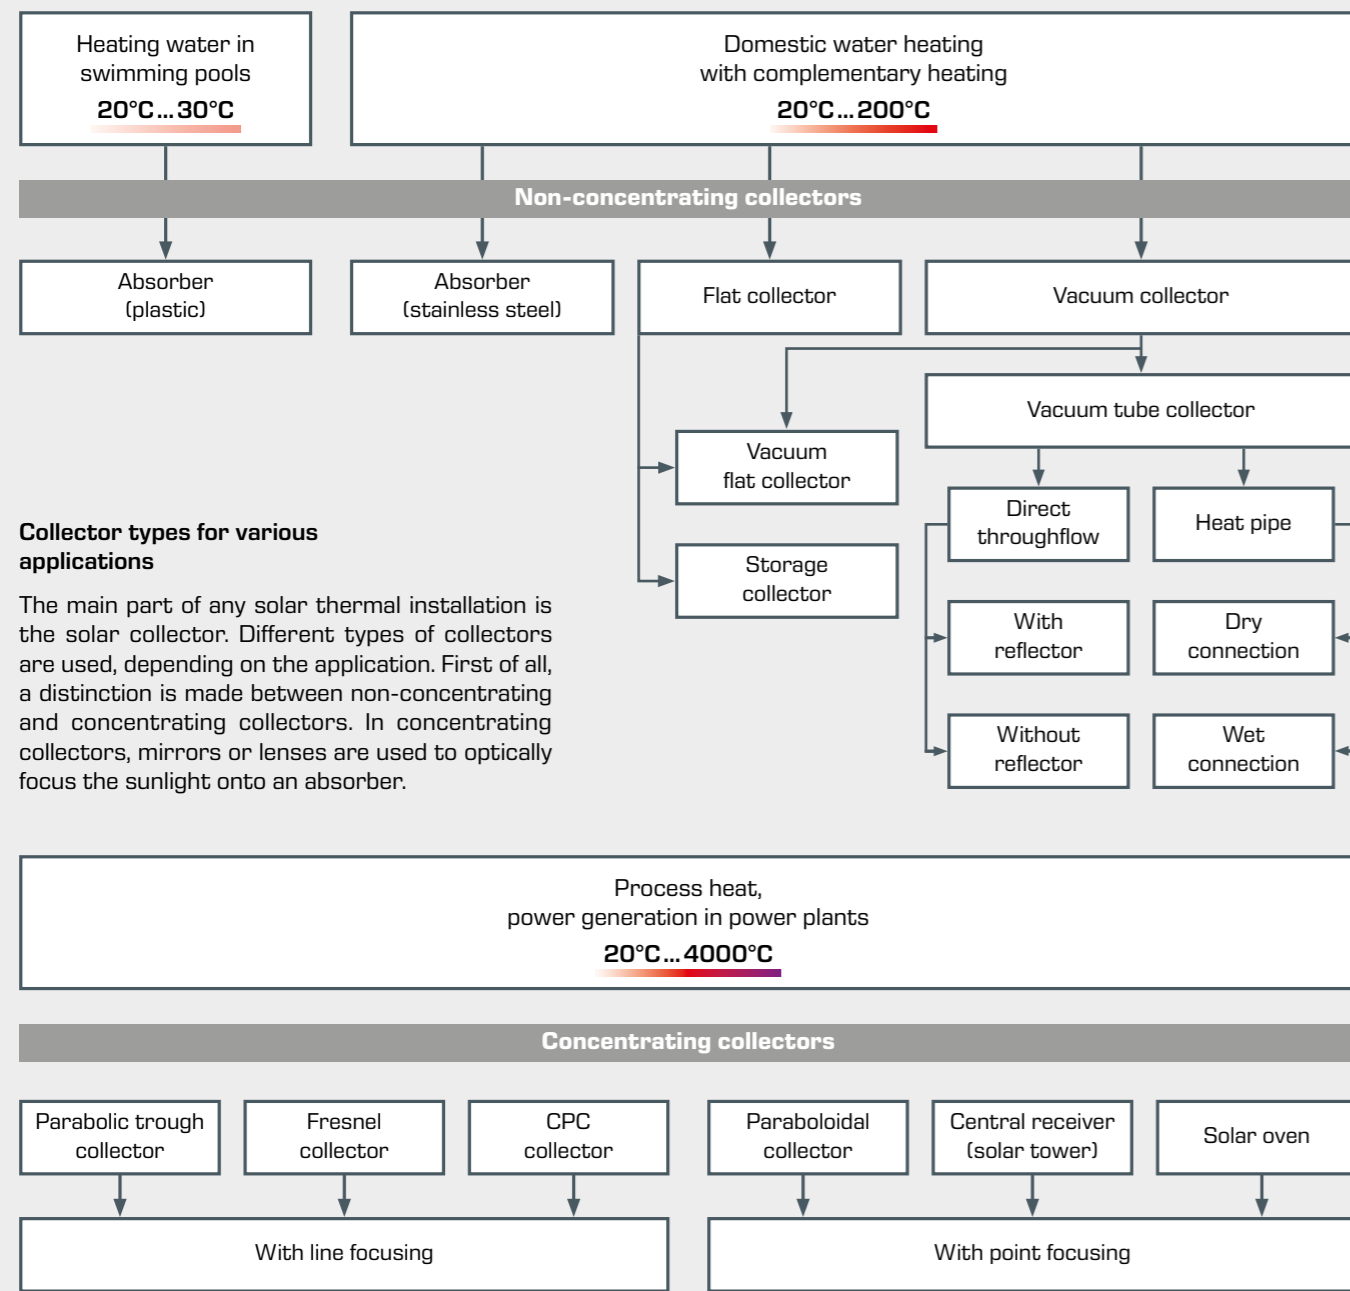 Heating water in
swimming pools
20°C...30°C
Domestic water heating
with complementary heating
20°C...200°C
Non-concentrating collectors
Absorber
(plastic)
Absorber
(stainless steel)
Flat collector
Vacuum collector
Vacuum tube collector
Vacuum
flat collector
Direct
throughflow
Heat pipe
Storage
collector
With
reflector
Dry
connection
Without
reflector
Wet
connection
Collector types for various
applications
The main part of any solar thermal installation is
the solar collector. Different types of collectors
are used, depending on the application. First of all,
a distinction is made between non-concentrating
and concentrating collectors. In concentrating
collectors, mirrors or lenses are used to optically
focus the sunlight onto an absorber.
Process heat,
power generation in power plants
20°C...4000°C
Concentrating collectors
Parabolic trough
collector
Fresnel
collector
CPC
collector
Paraboloidal
collector
Central receiver
(solar tower)
Solar oven
With line focusing
With point focusing